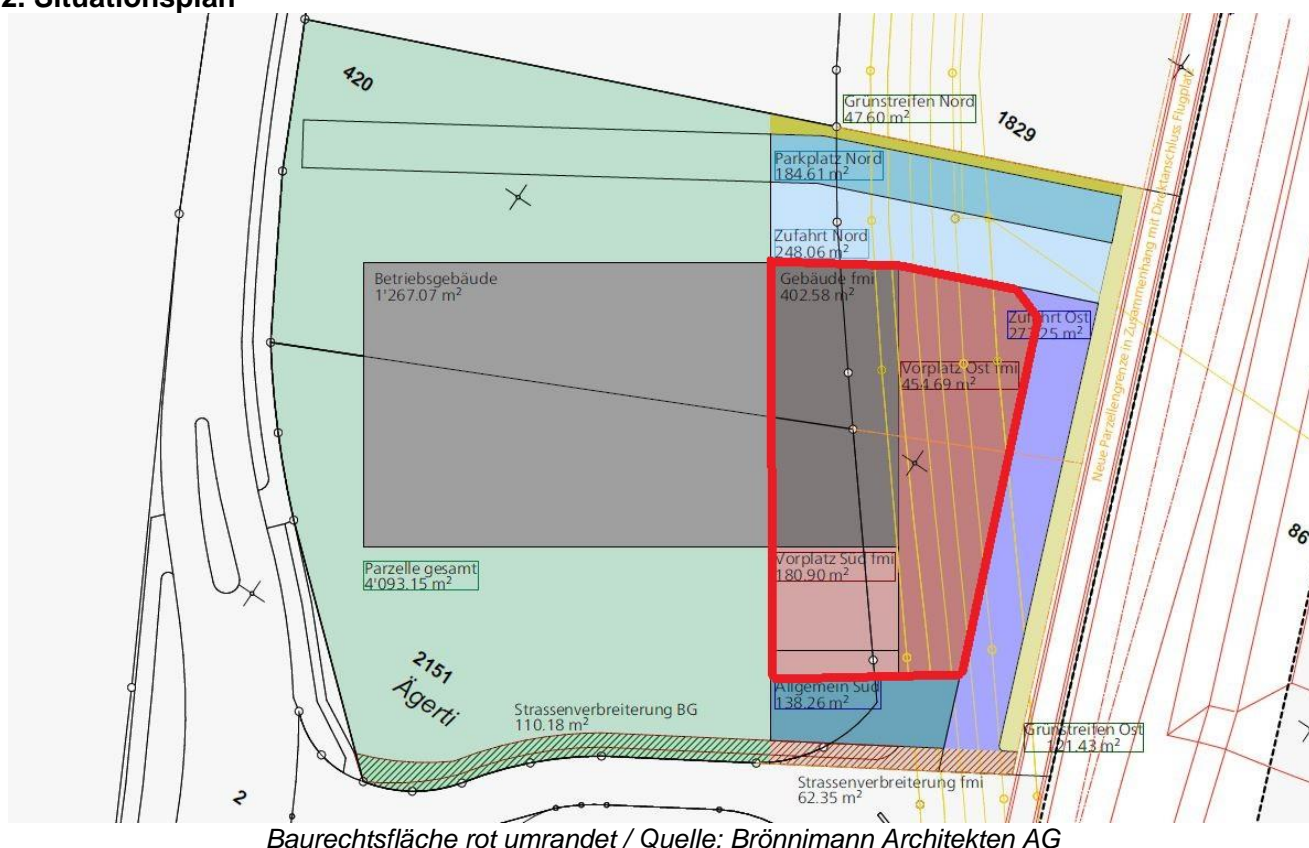 2. Situationsplan
420
Grünstreifen Nord
47.60 m²
1829
Parkplatz Nord
184.61 m²
Zufahrt Nord
248.06 m²
Betriebsgebäude
1'267.07 m²
Gebäude fmi
402.58 m²
Zufahrt Ost
Vorplatz Ost fmi
454.69 m²
Neue Parzellengrenze in Zusammenhang mit Direktanschluss Flugplatz
86
Parzelle gesamt
4'093.15 m²
Vorplatz Süd fmi
180.90 m²
2151
Ägerti
Allgemein Süd
138.26 m²
Strassenverbreiterung BG
110.18 m²
Grünstreifen Ost
121.43 m²
Strassenverbreiterung fmi
62.35 m²
2
Baurechtsfläche rot umrandet / Quelle: Brönnimann Architekten AG